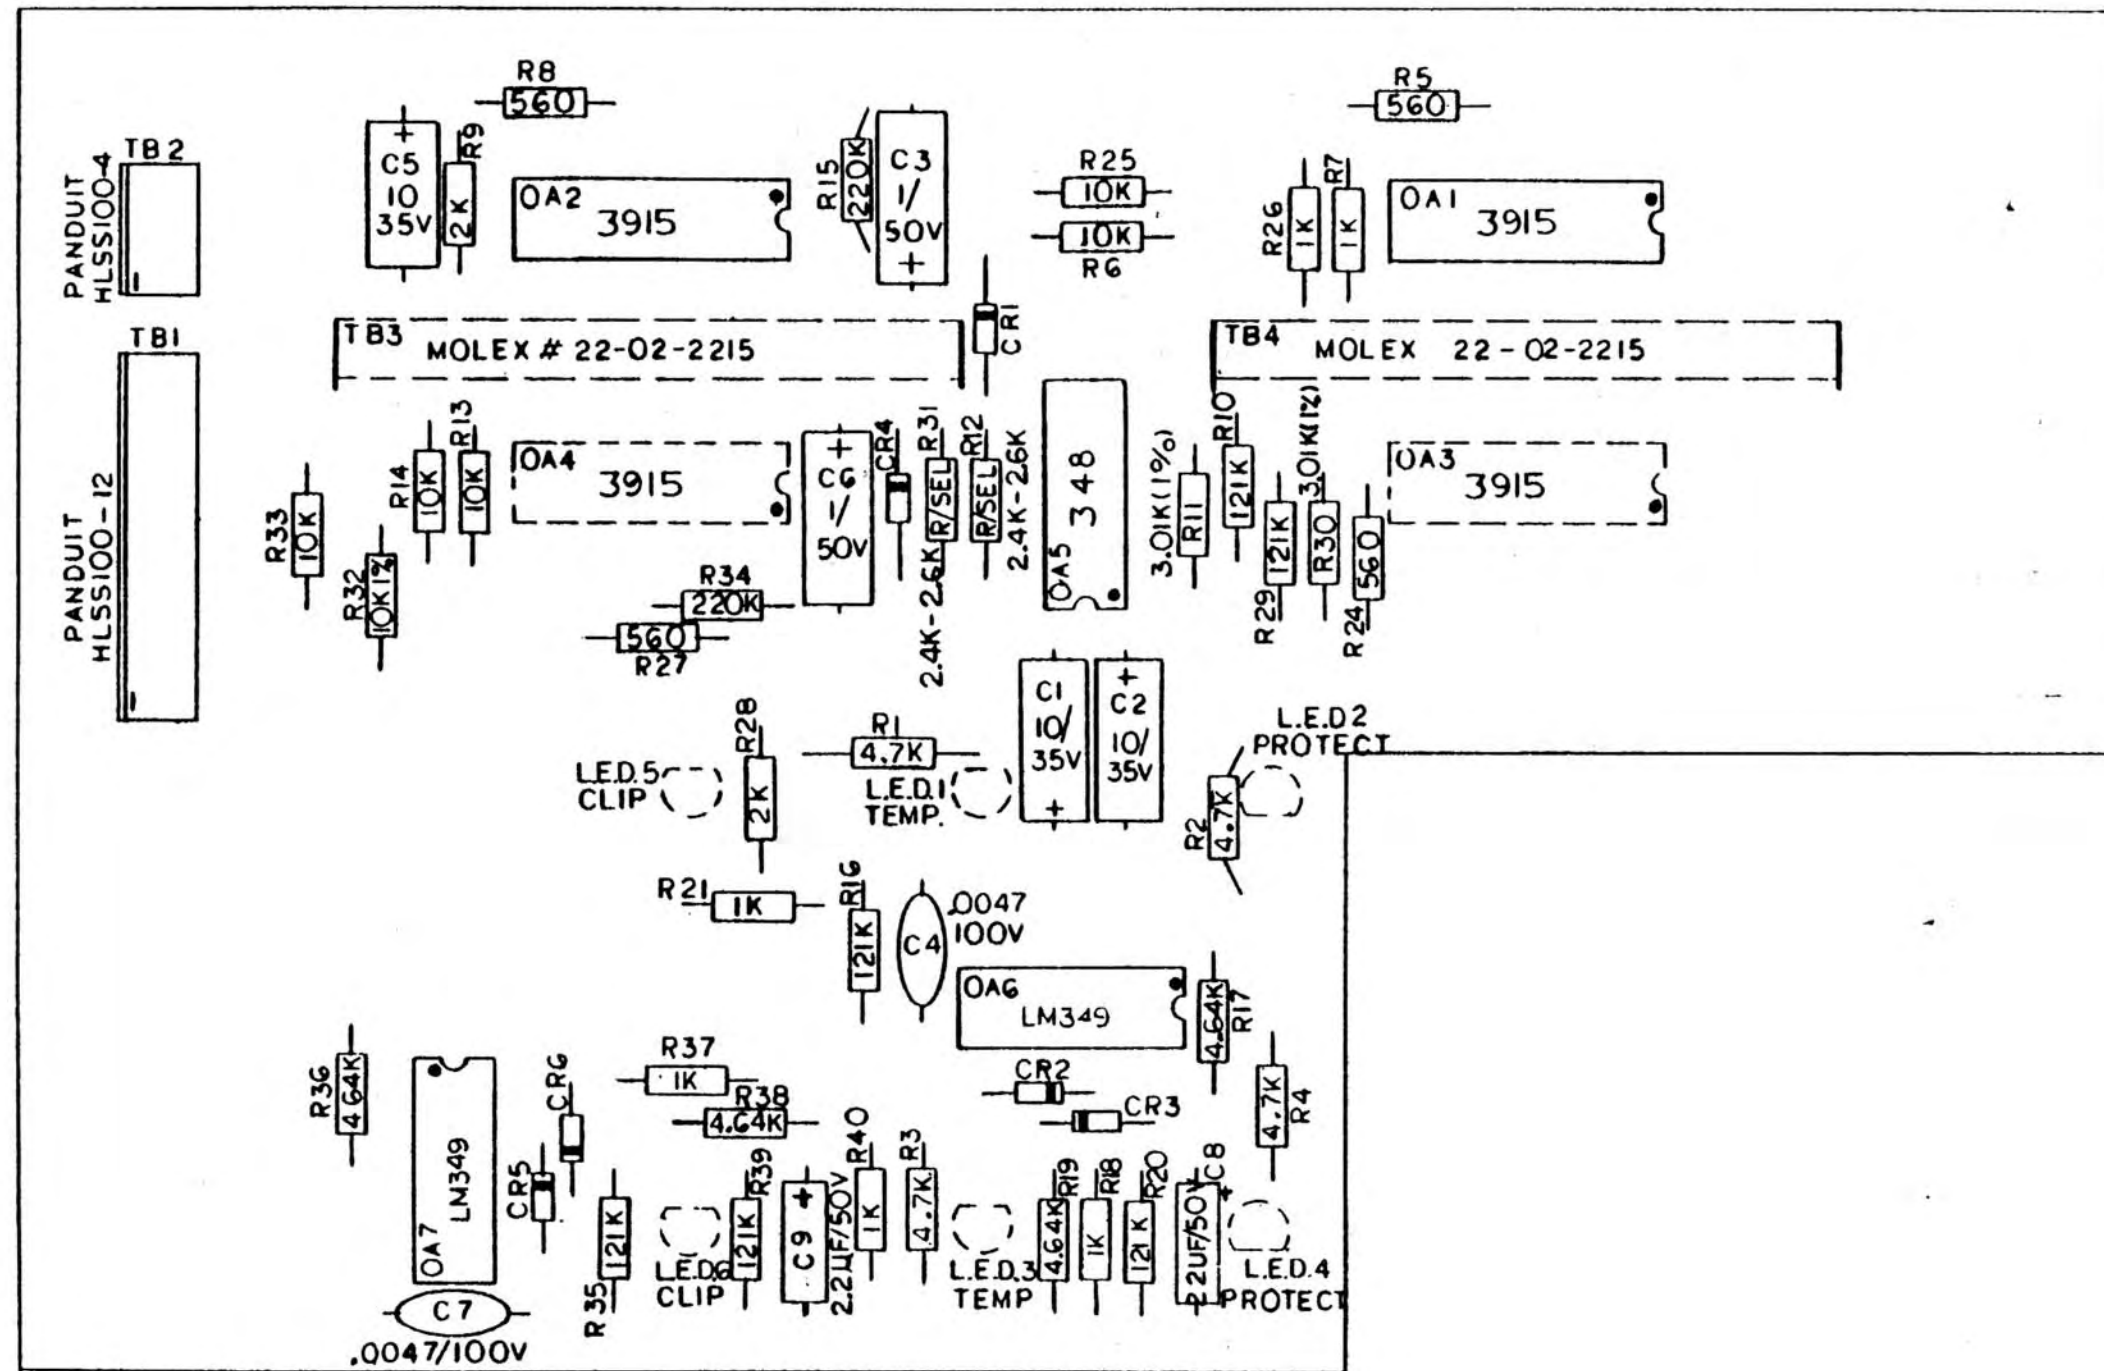 R8
560
R5
560
TB2
PANDUIT
HLSS100-4
+
C5
10
35V
R9
2K
OA2
3915
R15
220K
C3
1/
50V
+
R25
10K
10K
R6
R26
1K
R7
1K
OA1
3915
CR1
TB1
PANDUIT
HLSS100-12
TB3 MOLEX # 22-02-2215
TB4 MOLEX 22-02-2215
R33
10K
R32
10K 1%
R14
10K
R13
10K
OA4
3915
+
C6
1/
50V
CR4
R31
R/SEL
2.4K-2.6K
R12
R/SEL
2.4K-2.6K
348
OA5
3.01K(1%)
R11
R10
121K
R29
121K
3.01K(1%)
R30
R24
560
OA3
3915
R34
220K
560
R27
R28
2K
L.E.D.5
CLIP
R1
4.7K
L.E.D.1
TEMP.
C1
10/
35V
+
+
C2
10/
35V
L.E.D2
PROTECT
R2
4.7K
R21
1K
R16
121K
C4
.0047
100V
OA6
LM349
R17
4.64K
R36
4.64K
OA7
LM349
CR6
CR5
R37
1K
R38
4.64K
CR2
CR3
R4
4.7K
R35
121K
L.E.D.6
CLIP
R39
121K
+
C9
2.2UF/50V
R40
1K
R3
4.7K
L.E.D.3
TEMP
R19
4.64K
R18
1K
R20
121K
C8
+
2.2UF/50V
L.E.D.4
PROTECT
C7
.0047/100V